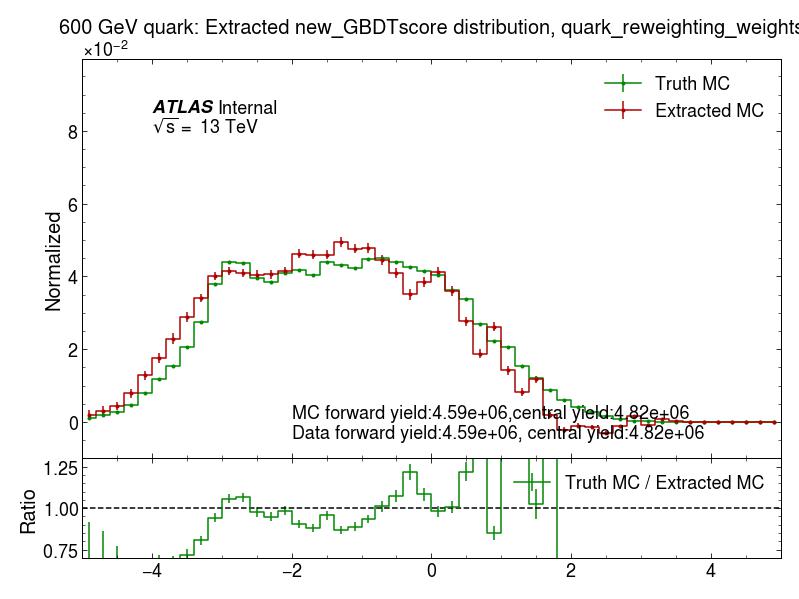 600 GeV quark: Extracted new_GBDTscore distribution, quark_reweighting_weights
×10⁻²
ATLAS Internal
√s = 13 TeV
Truth MC
Extracted MC
Normalized
8
6
4
2
0
MC forward yield:4.59e+06,central yield:4.82e+06
Data forward yield:4.59e+06, central yield:4.82e+06
Ratio
1.25
1.00
0.75
Truth MC / Extracted MC
−4
−2
0
2
4